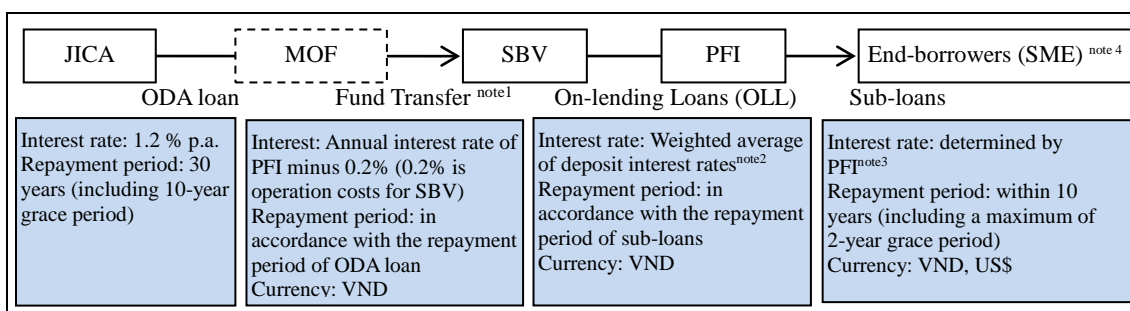 JICA
MOF
SBV
PFI
End-borrowers (SME) note 4
ODA loan
Fund Transfer note1
On-lending Loans (OLL)
Sub-loans
Interest rate: 1.2 % p.a.
Repayment period: 30
years (including 10-year
grace period)
Interest: Annual interest rate of
PFI minus 0.2% (0.2% is
operation costs for SBV)
Repayment period: in
accordance with the repayment
period of ODA loan
Currency: VND
Interest rate: Weighted average
of deposit interest rates note2
Repayment period: in
accordance with the repayment
period of sub-loans
Currency: VND
Interest rate: determined by
PFI note3
Repayment period: within 10
years (including a maximum of
2-year grace period)
Currency: VND, US$